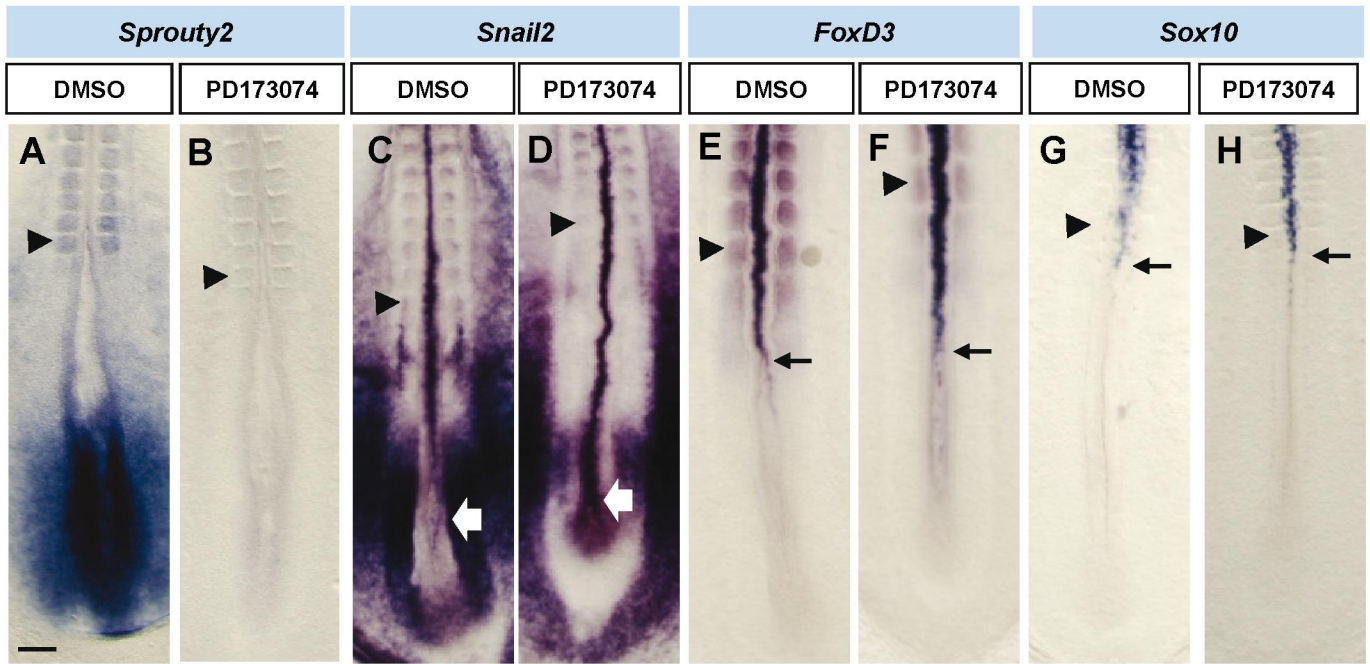 Sprouty2 Snail2 FoxD3 Sox10
DMSO PD173074 DMSO PD173074 DMSO PD173074 DMSO PD173074
A B C D E F G H